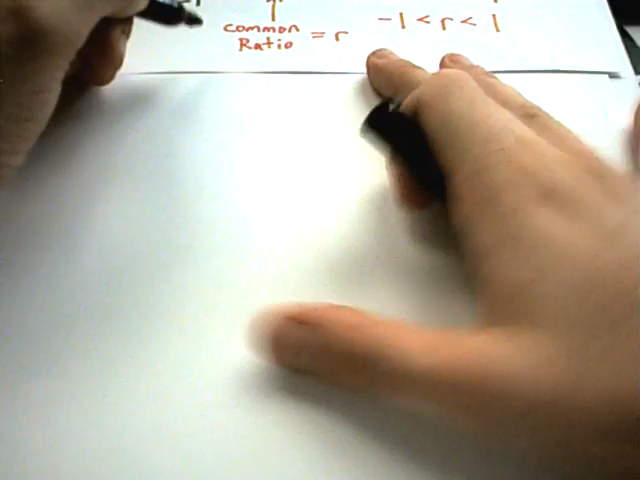 common
Ratio = r
-1 < r < 1